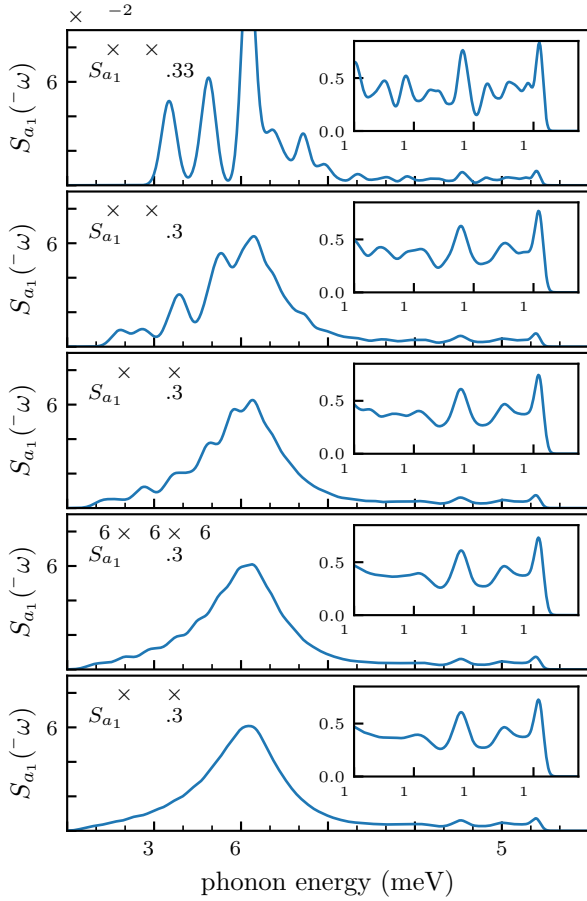 × −2
× ×
S_{a_1} .33
6
S_{a_1}(⁻ω)
0.5
0.0
1 1 1 1
× ×
S_{a_1} .3
6
S_{a_1}(⁻ω)
0.5
0.0
1 1 1 1
× ×
S_{a_1} .3
6
S_{a_1}(⁻ω)
0.5
0.0
1 1 1 1
6 × 6 × 6
S_{a_1} .3
6
S_{a_1}(⁻ω)
0.5
0.0
1 1 1 1
× ×
S_{a_1} .3
6
S_{a_1}(⁻ω)
0.5
0.0
1 1 1 1
3 6 5
phonon energy (meV)